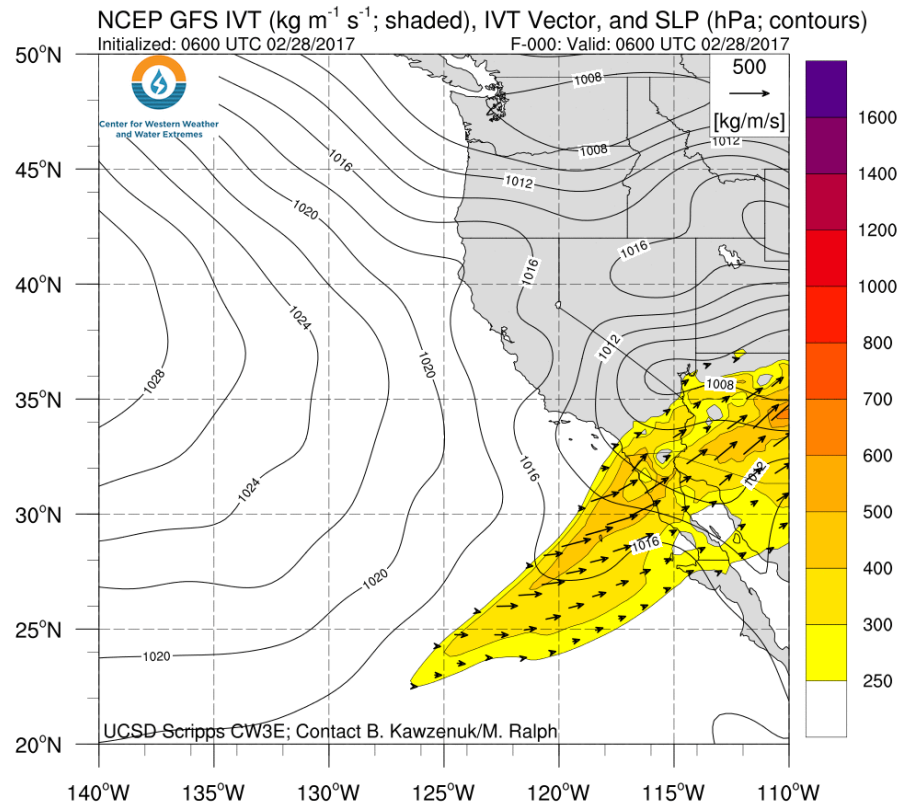 NCEP GFS IVT (kg m⁻¹ s⁻¹; shaded), IVT Vector, and SLP (hPa; contours)
Initialized: 0600 UTC 02/28/2017
F-000: Valid: 0600 UTC 02/28/2017
Center for Western Weather
and Water Extremes
500
[kg/m/s]
50°N
45°N
40°N
35°N
30°N
25°N
20°N
140°W
135°W
130°W
125°W
120°W
115°W
110°W
1008
1008
1012
1012
1016
1020
1016
1016
1024
1012
1020
1028
1008
1016
1012
1024
1016
1020
1020
1600
1400
1200
1000
800
700
600
500
400
300
250
UCSD Scripps CW3E; Contact B. Kawzenuk/M. Ralph